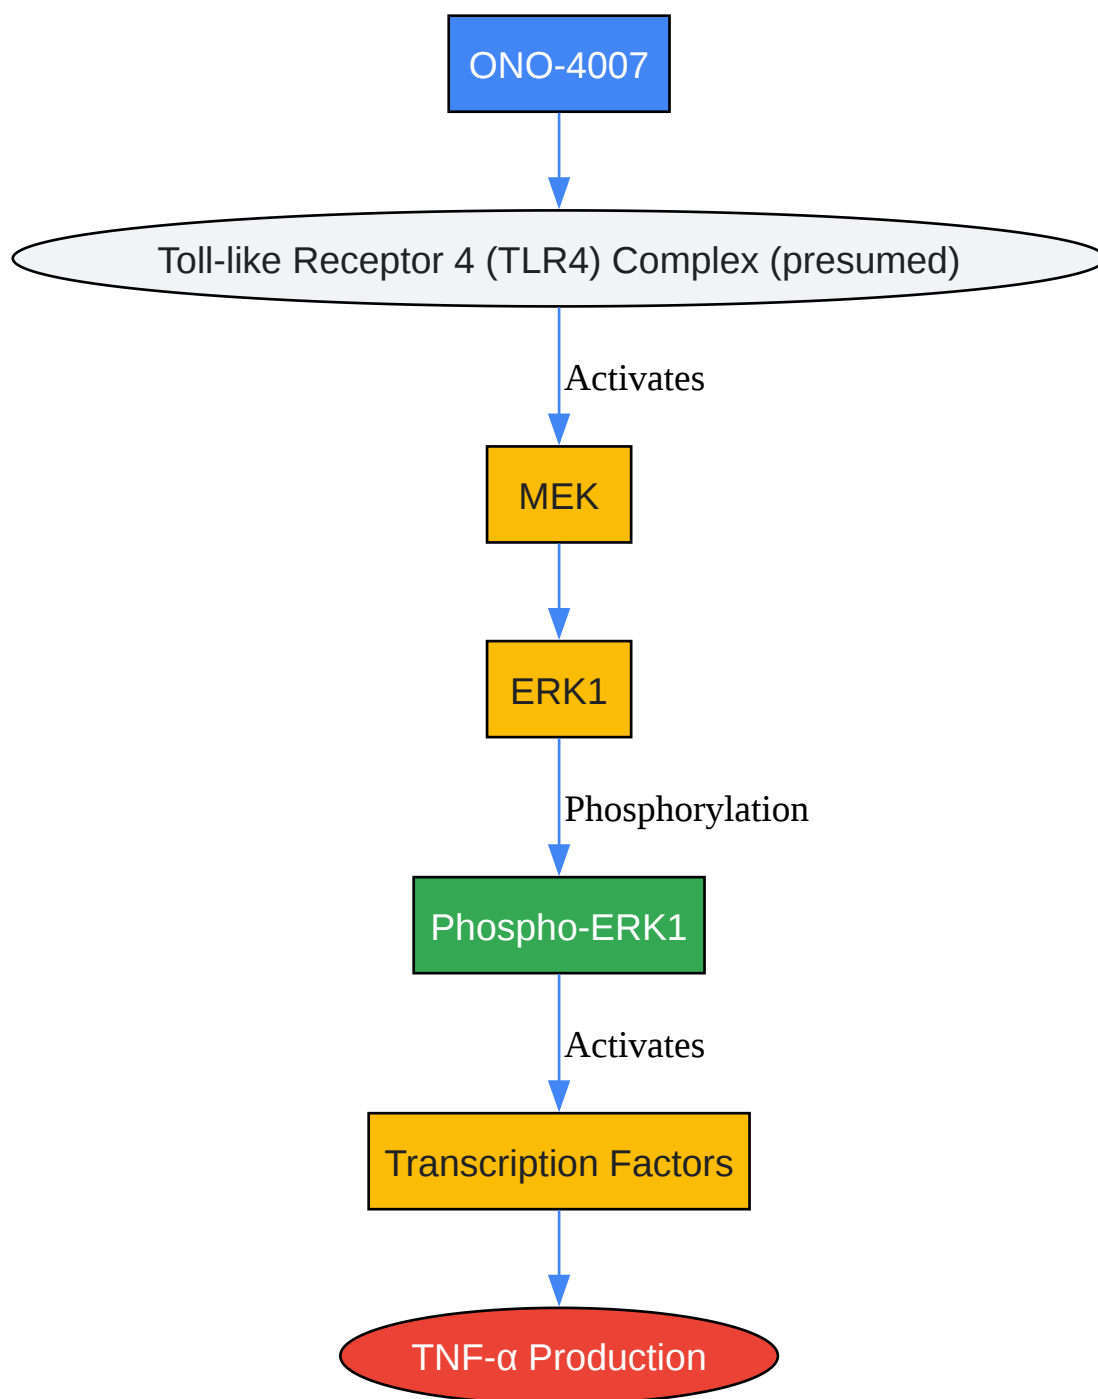 ONO-4007
Toll-like Receptor 4 (TLR4) Complex (presumed)
Activates
MEK
ERK1
Phosphorylation
Phospho-ERK1
Activates
Transcription Factors
TNF-α Production